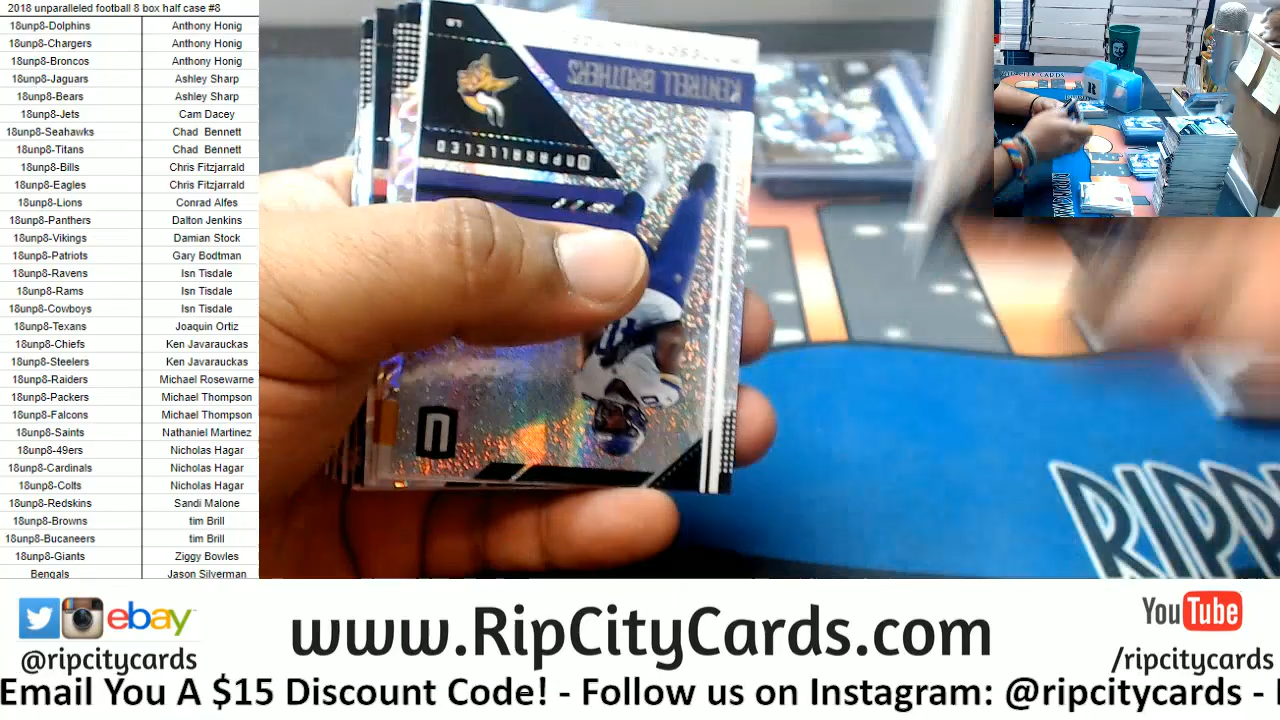 2018 unparalleled football 8 box half case #8
18unp8-Dolphins Anthony Honig
18unp8-Chargers Anthony Honig
18unp8-Broncos Anthony Honig
18unp8-Jaguars Ashley Sharp
18unp8-Bears Ashley Sharp
18unp8-Jets Cam Dacey
18unp8-Seahawks Chad Bennett
18unp8-Titans Chad Bennett
18unp8-Bills Chris Fitzjarrald
18unp8-Eagles Chris Fitzjarrald
18unp8-Lions Conrad Alfes
18unp8-Panthers Dalton Jenkins
18unp8-Vikings Damian Stock
18unp8-Patriots Gary Bodtman
18unp8-Ravens Isn Tisdale
18unp8-Rams Isn Tisdale
18unp8-Cowboys Isn Tisdale
18unp8-Texans Joaquin Ortiz
18unp8-Chiefs Ken Javarauckas
18unp8-Steelers Ken Javarauckas
18unp8-Raiders Michael Rosewarne
18unp8-Packers Michael Thompson
18unp8-Falcons Michael Thompson
18unp8-Saints Nathaniel Martinez
18unp8-49ers Nicholas Hagar
18unp8-Cardinals Nicholas Hagar
18unp8-Colts Nicholas Hagar
18unp8-Redskins Sandi Malone
18unp8-Browns tim Brill
18unp8-Bucaneers tim Brill
18unp8-Giants Ziggy Bowles
Bengals Jason Silverman
KENTRELL BROTHERS
UNPARALLELED
LB
U
RIPP
ebay
@ripcitycards
www.RipCityCards.com
YouTube
/ripcitycards
Email You A $15 Discount Code! - Follow us on Instagram: @ripcitycards -